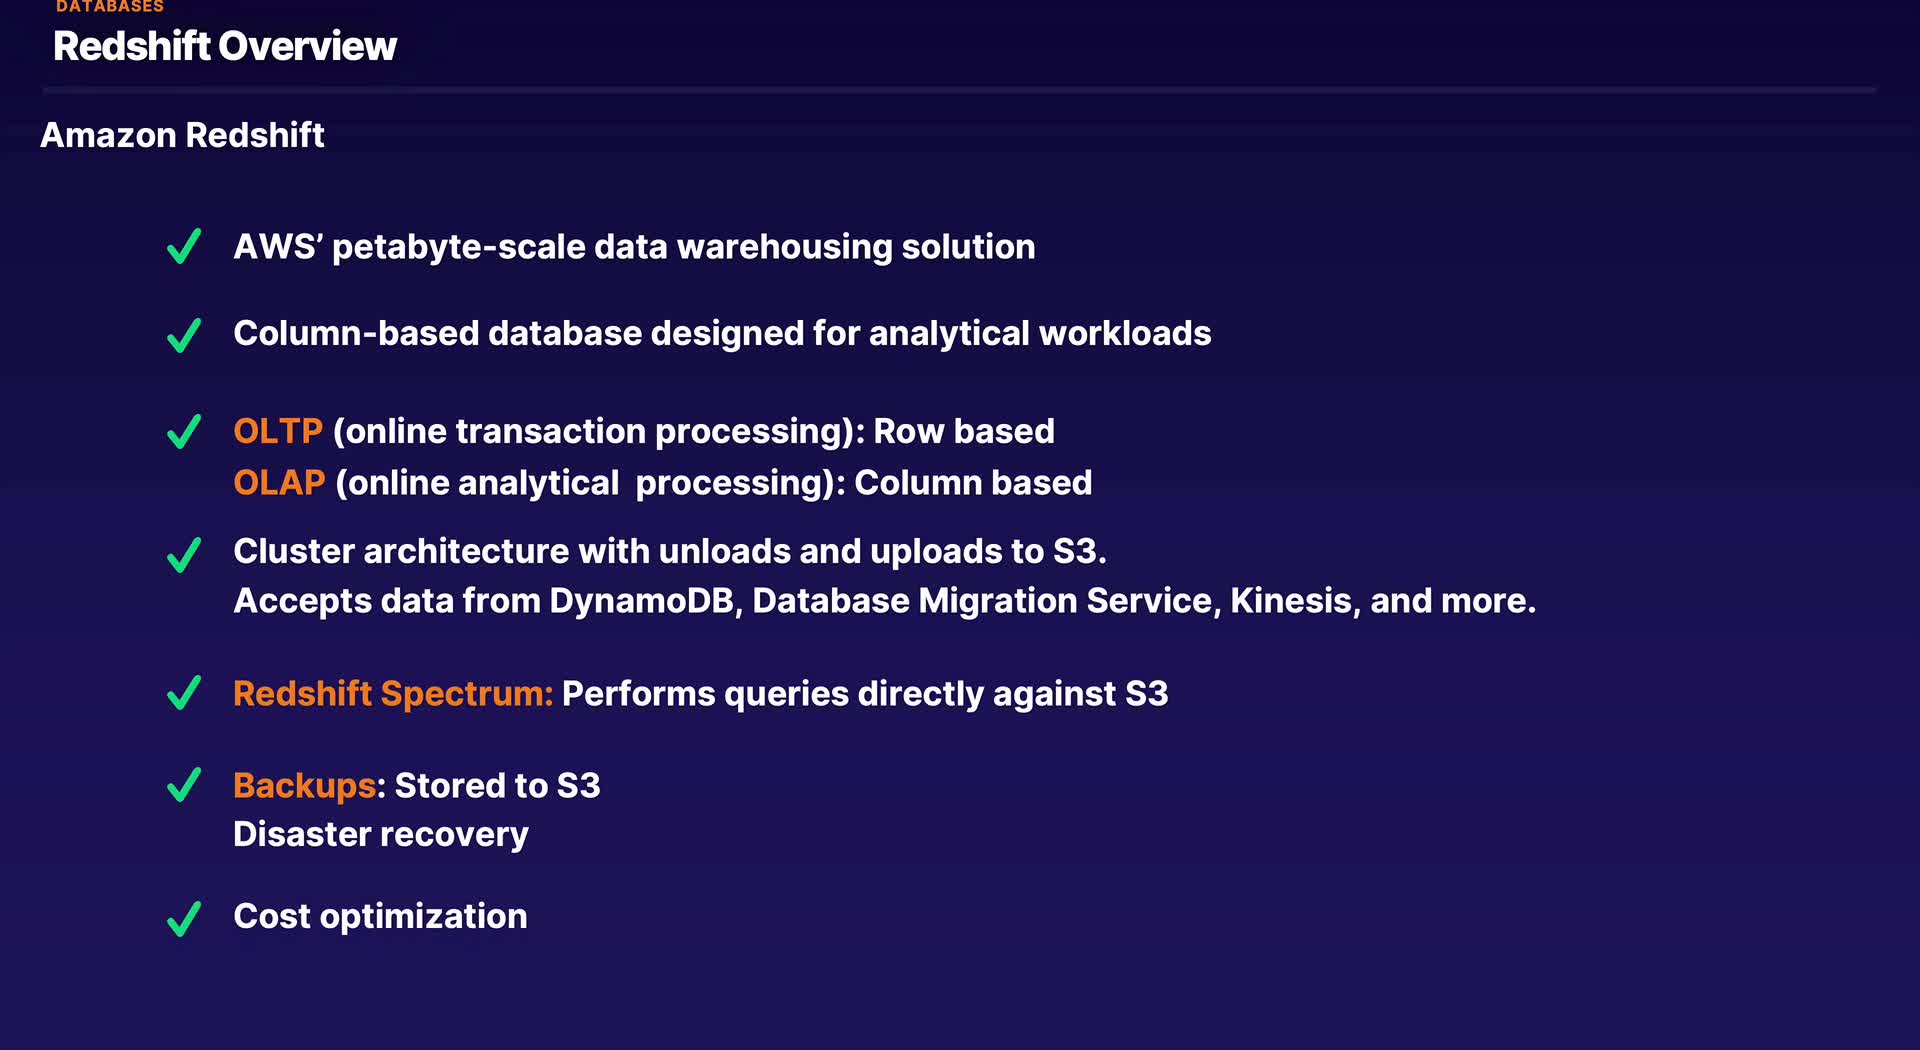 DATABASES
Redshift Overview
Amazon Redshift
AWS’ petabyte-scale data warehousing solution
Column-based database designed for analytical workloads
OLTP (online transaction processing): Row based
OLAP (online analytical  processing): Column based
Cluster architecture with unloads and uploads to S3.
Accepts data from DynamoDB, Database Migration Service, Kinesis, and more.
Redshift Spectrum: Performs queries directly against S3
Backups: Stored to S3
Disaster recovery
Cost optimization